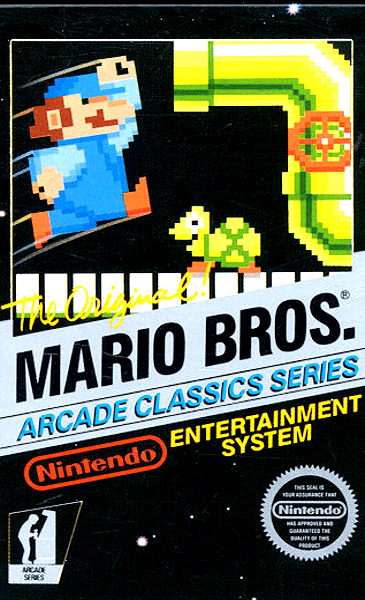 The Original!
MARIO BROS.®
ARCADE CLASSICS SERIES
Nintendo®
ENTERTAINMENT
SYSTEM
ARCADE
SERIES
THIS SEAL IS
YOUR ASSURANCE THAT
Nintendo®
HAS APPROVED AND
GUARANTEED THE
QUALITY OF THIS
PRODUCT